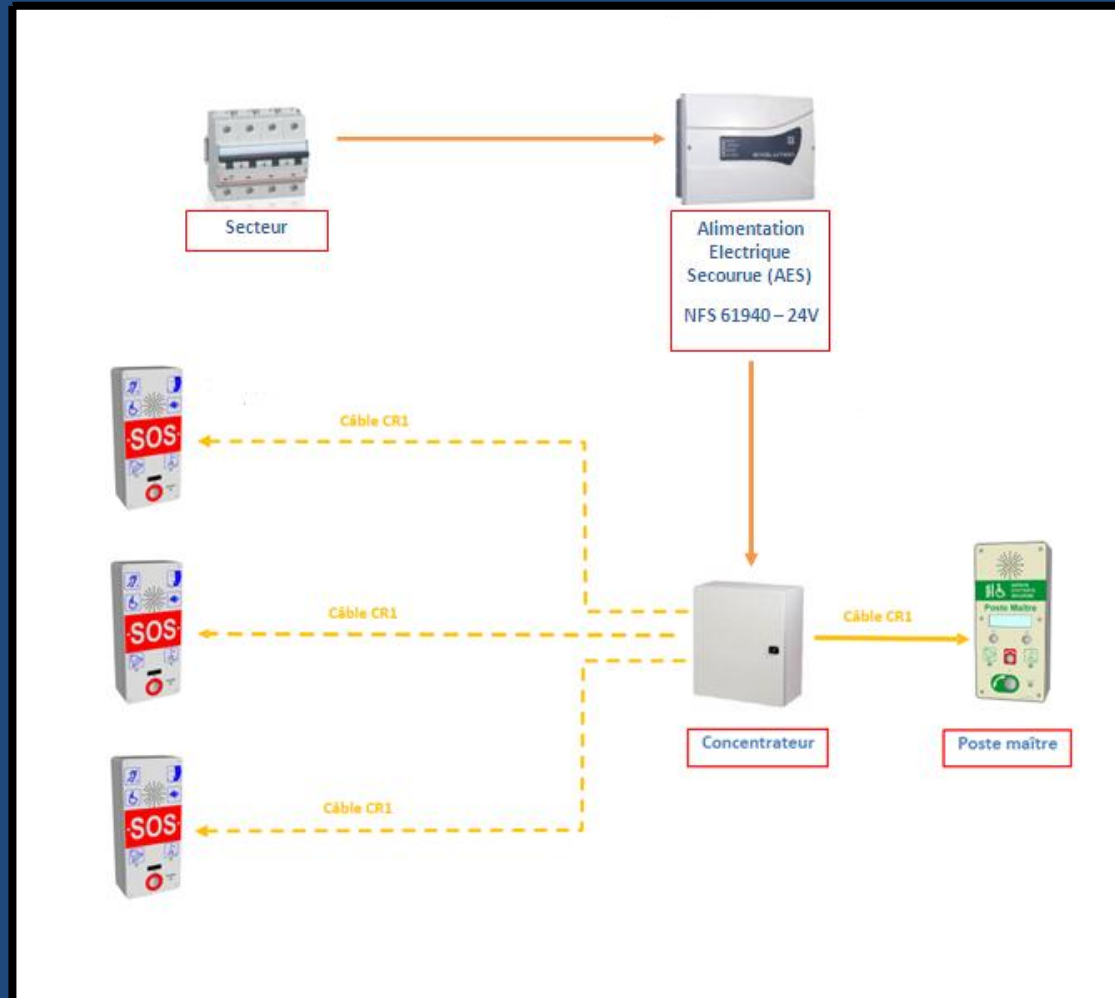 Secteur
Alimentation
Electrique
Secourue (AES)
NFS 61940 – 24V
Câble CR1
SOS
Câble CR1
SOS
Câble CR1
Poste Maître
Concentrateur
Poste maître
Câble CR1
SOS